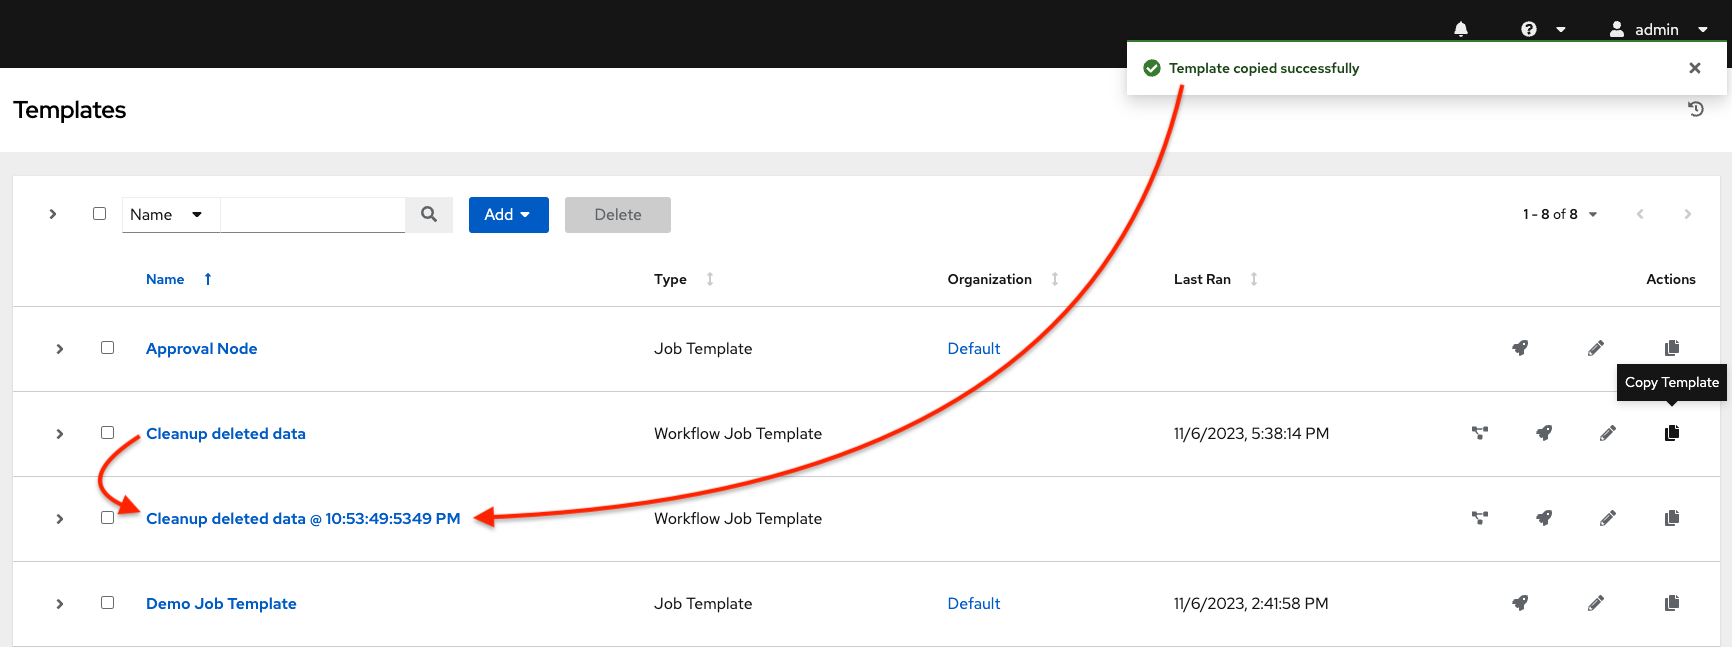 admin
Template copied successfully
Templates
Name Add Delete 1 - 8 of 8
Name Type Organization Last Ran Actions
Approval Node Job Template Default
Copy Template
Cleanup deleted data Workflow Job Template 11/6/2023, 5:38:14 PM
Cleanup deleted data @ 10:53:49:5349 PM Workflow Job Template
Demo Job Template Job Template Default 11/6/2023, 2:41:58 PM